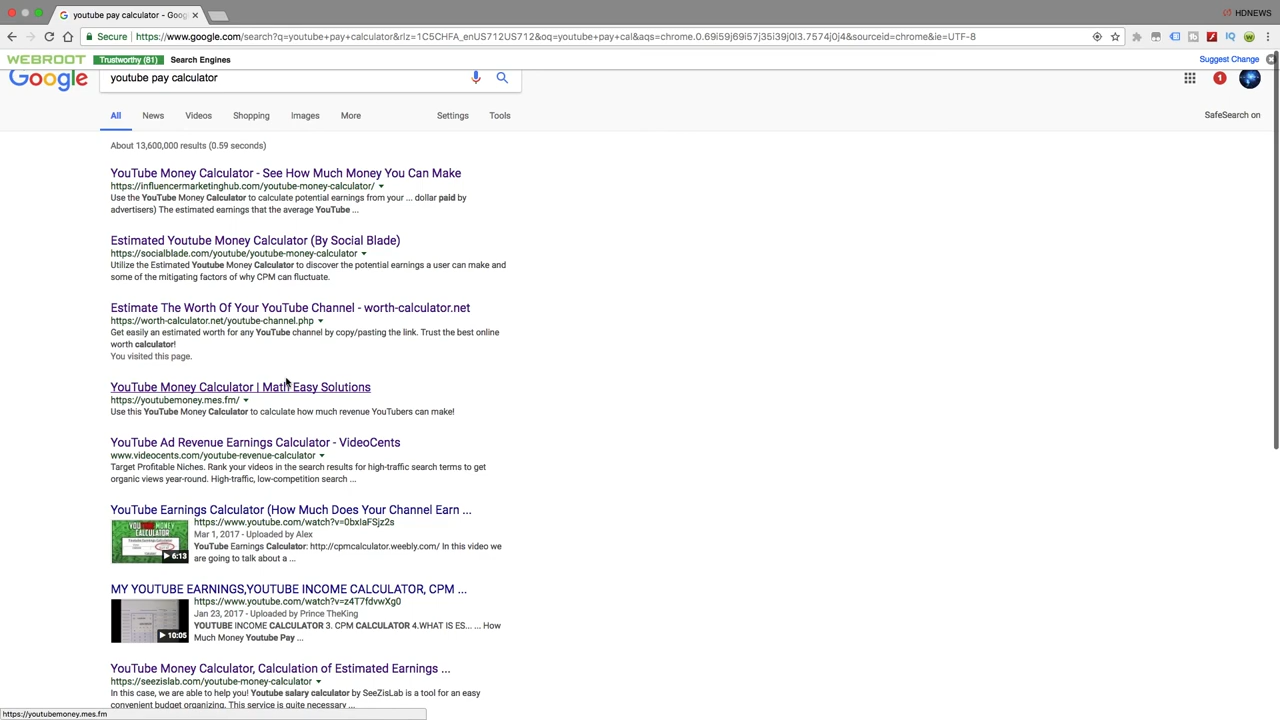 youtube pay calculator - Goog
HDNEWS
Secure
https://www.google.com/search?q=youtube+pay+calculator&rlz=1C5CHFA_enUS712US712&oq=youtube+pay+cal&aqs=chrome.0.69i59j69i57j35i39j0l3.7574j0j4&sourceid=chrome&ie=UTF-8
WEBROOT Trustworthy (81) Search Engines
Suggest Change
Google
youtube pay calculator
1
All News Videos Shopping Images More Settings Tools
SafeSearch on
About 13,600,000 results (0.59 seconds)
YouTube Money Calculator - See How Much Money You Can Make
https://influencermarketinghub.com/youtube-money-calculator/
Use the YouTube Money Calculator to calculate potential earnings from your ... dollar paid by
advertisers) The estimated earnings that the average YouTube ...
Estimated Youtube Money Calculator (By Social Blade)
https://socialblade.com/youtube/youtube-money-calculator
Utilize the Estimated Youtube Money Calculator to discover the potential earnings a user can make and
some of the mitigating factors of why CPM can fluctuate.
Estimate The Worth Of Your YouTube Channel - worth-calculator.net
https://worth-calculator.net/youtube-channel.php
Get easily an estimated worth for any YouTube channel by copy/pasting the link. Trust the best online
worth calculator!
You visited this page.
YouTube Money Calculator | Math Easy Solutions
https://youtubemoney.mes.fm/
Use this YouTube Money Calculator to calculate how much revenue YouTubers can make!
YouTube Ad Revenue Earnings Calculator - VideoCents
www.videocents.com/youtube-revenue-calculator
Target Profitable Niches. Rank your videos in the search results for high-traffic search terms to get
organic views year-round. High-traffic, low-competition search ...
YouTube Earnings Calculator (How Much Does Your Channel Earn ...
https://www.youtube.com/watch?v=0bxIaFSjz2s
Mar 1, 2017 - Uploaded by Alex
YouTube Earnings Calculator: http://cpmcalculator.weebly.com/ In this video we
are going to talk about a ...
YOUTUBE MONEY
CALCULATOR
6:13
MY YOUTUBE EARNINGS,YOUTUBE INCOME CALCULATOR, CPM ...
https://www.youtube.com/watch?v=z4T7fdvwXg0
Jan 23, 2017 - Uploaded by Prince TheKing
YOUTUBE INCOME CALCULATOR 3. CPM CALCULATOR 4.WHAT IS ES... ... How
Much Money Youtube Pay ...
10:05
YouTube Money Calculator, Calculation of Estimated Earnings ...
https://seezislab.com/youtube-money-calculator
In this case, we are able to help you! Youtube salary calculator by SeeZisLab is a tool for an easy
convenient budget organizing. This service is quite necessary ...
https://youtubemoney.mes.fm